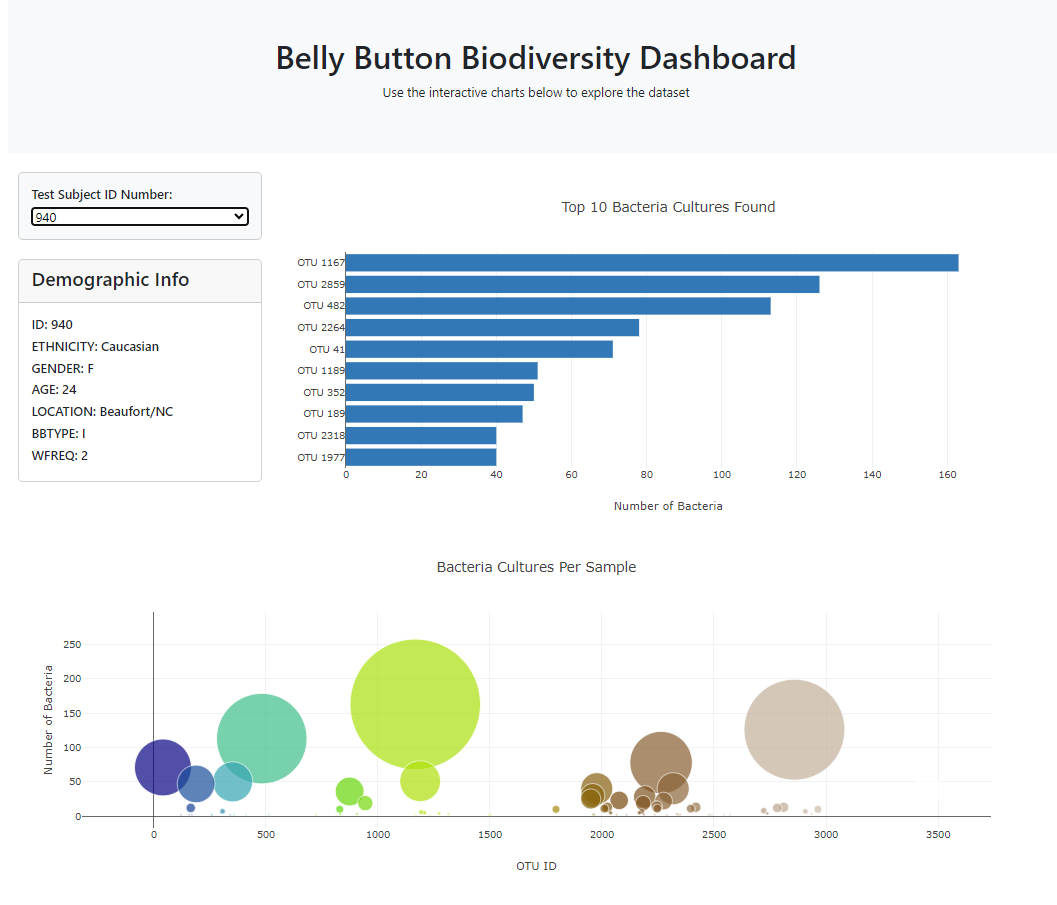 Belly Button Biodiversity Dashboard
Use the interactive charts below to explore the dataset
Test Subject ID Number:
940
Demographic Info
ID: 940
ETHNICITY: Caucasian
GENDER: F
AGE: 24
LOCATION: Beaufort/NC
BBTYPE: I
WFREQ: 2
Top 10 Bacteria Cultures Found
OTU 1167
OTU 2859
OTU 482
OTU 2264
OTU 41
OTU 1189
OTU 352
OTU 189
OTU 2318
OTU 1977
0 20 40 60 80 100 120 140 160
Number of Bacteria
Bacteria Cultures Per Sample
Number of Bacteria
250
200
150
100
50
0
0 500 1000 1500 2000 2500 3000 3500
OTU ID